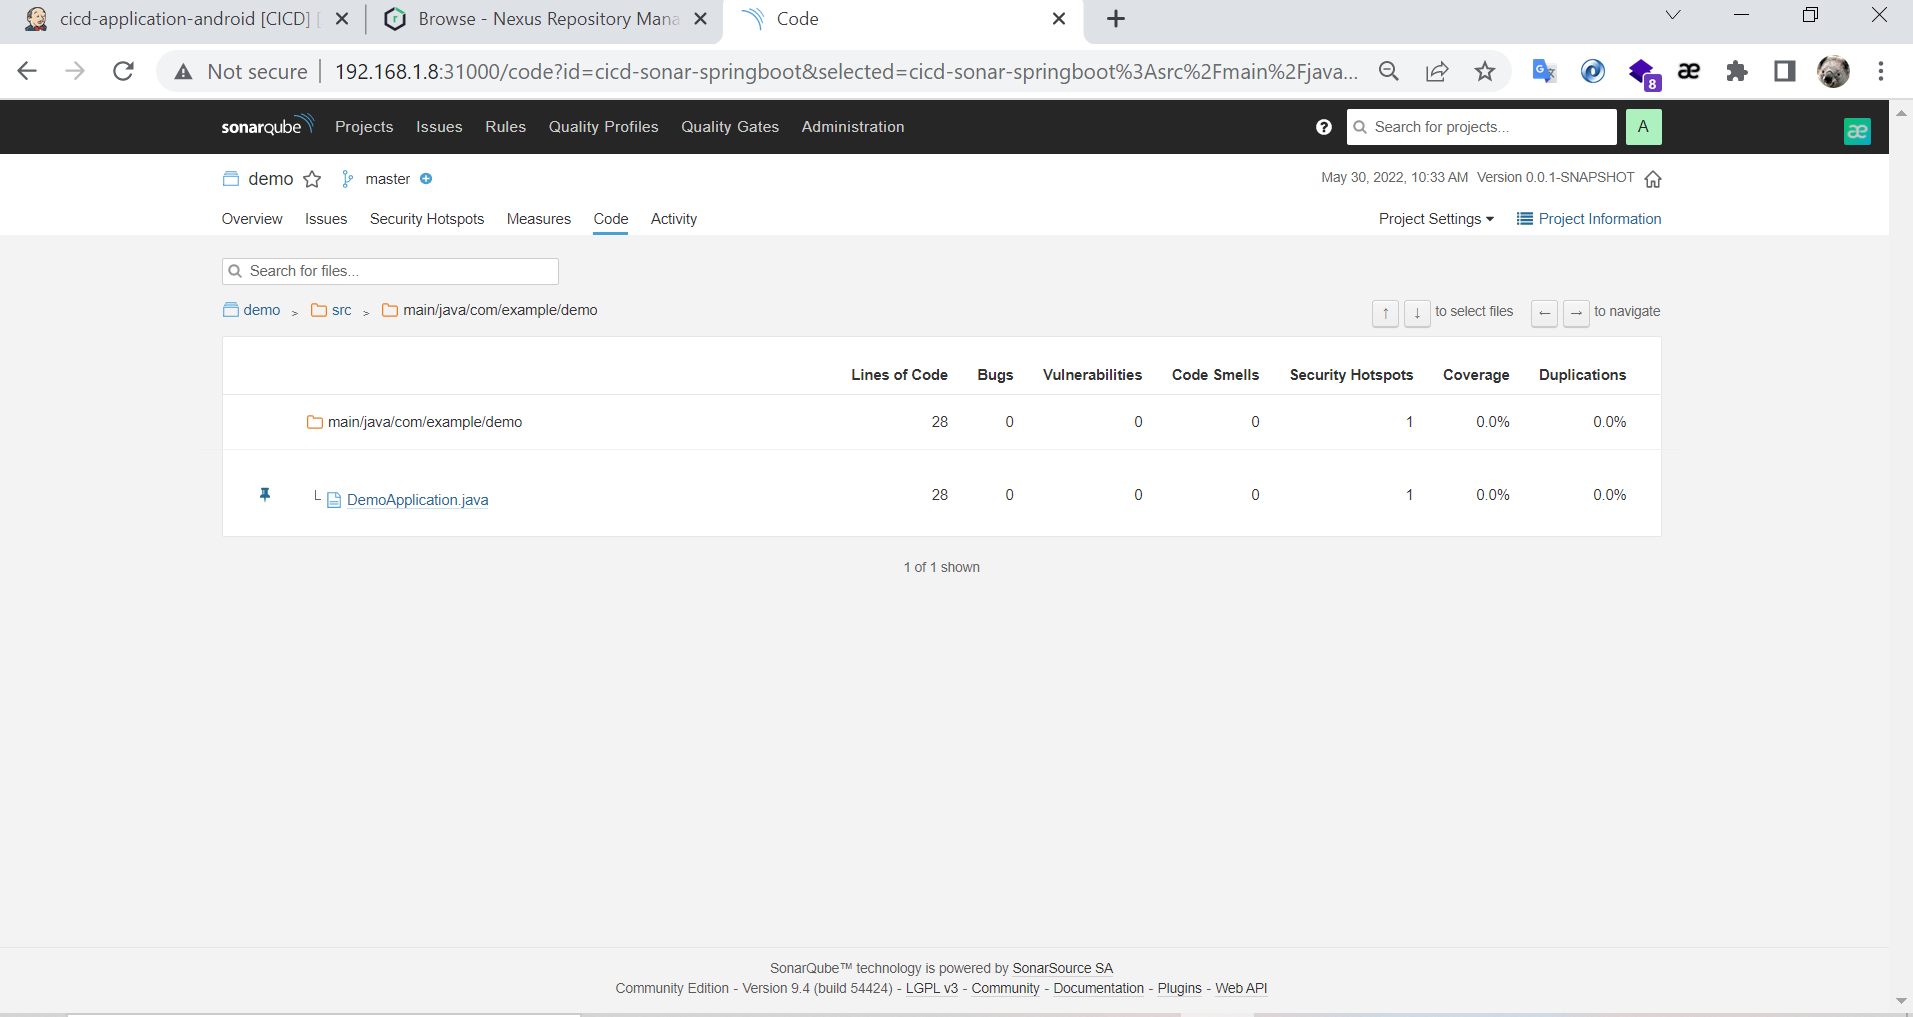 cicd-application-android [CICD] [
Browse - Nexus Repository Mana
Code
Not secure
192.168.1.8:31000/code?id=cicd-sonar-springboot&selected=cicd-sonar-springboot%3Asrc%2Fmain%2Fjava...
8
æ
sonarqube
Projects
Issues
Rules
Quality Profiles
Quality Gates
Administration
?
Search for projects...
A
æ
demo
master
May 30, 2022, 10:33 AM
Version 0.0.1-SNAPSHOT
Overview
Issues
Security Hotspots
Measures
Code
Activity
Project Settings
Project Information
Search for files...
demo > src > main/java/com/example/demo
↑ ↓ to select files ← → to navigate
Lines of Code Bugs Vulnerabilities Code Smells Security Hotspots Coverage Duplications
main/java/com/example/demo 28 0 0 0 1 0.0% 0.0%
DemoApplication.java 28 0 0 0 1 0.0% 0.0%
1 of 1 shown
SonarQube™ technology is powered by SonarSource SA
Community Edition - Version 9.4 (build 54424) - LGPL v3 - Community - Documentation - Plugins - Web API